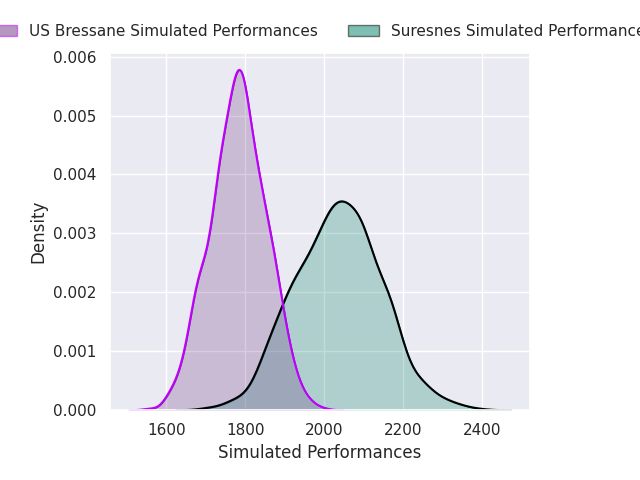 US Bressane Simulated Performances
Suresnes Simulated Performance
0.006
0.005
0.004
0.003
0.002
0.001
0.000
Density
1600 1800 2000 2200 2400
Simulated Performances